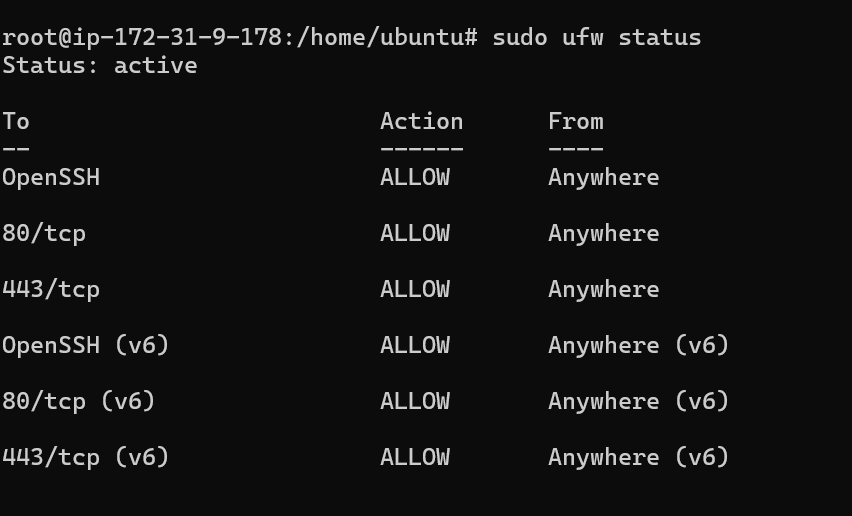 root@ip-172-31-9-178:/home/ubuntu# sudo ufw status
Status: active
To Action From
-- ------ ----
OpenSSH ALLOW Anywhere
80/tcp ALLOW Anywhere
443/tcp ALLOW Anywhere
OpenSSH (v6) ALLOW Anywhere (v6)
80/tcp (v6) ALLOW Anywhere (v6)
443/tcp (v6) ALLOW Anywhere (v6)